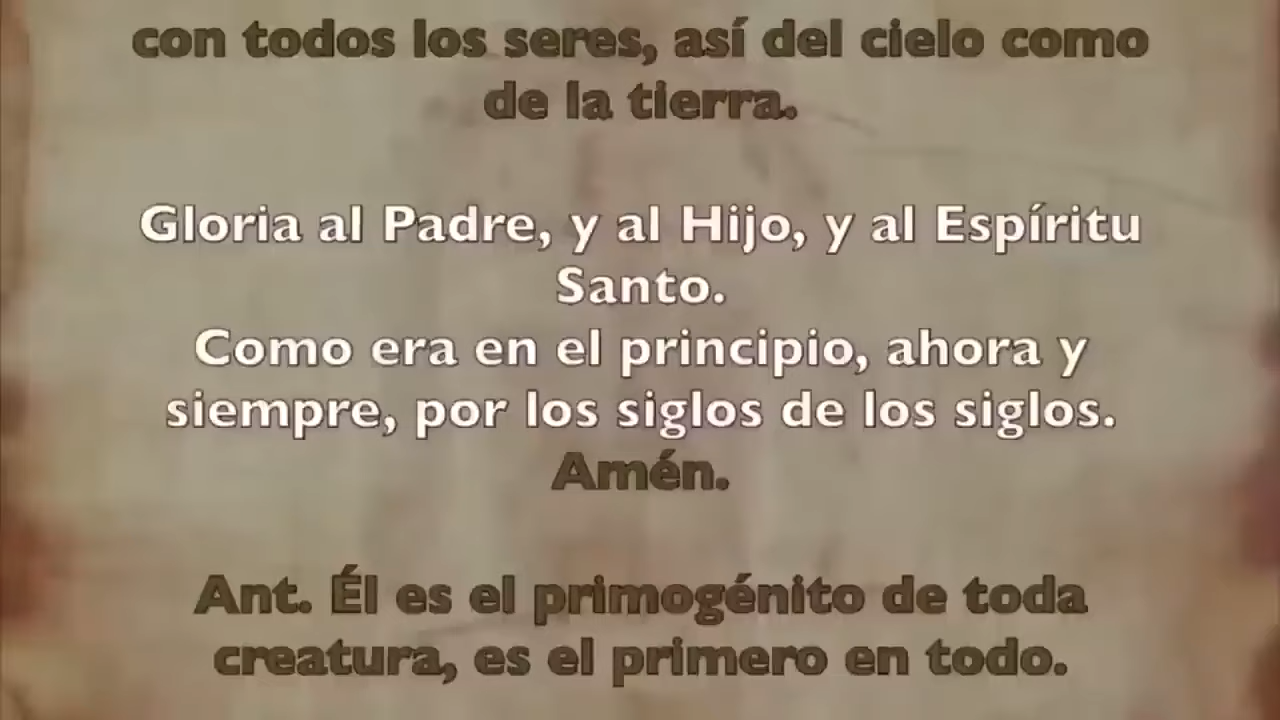 con todos los seres, así del cielo como
de la tierra.
Gloria al Padre, y al Hijo, y al Espíritu
Santo.
Como era en el principio, ahora y
siempre, por los siglos de los siglos.
Amén.
Ant. Él es el primogénito de toda
creatura, es el primero en todo.